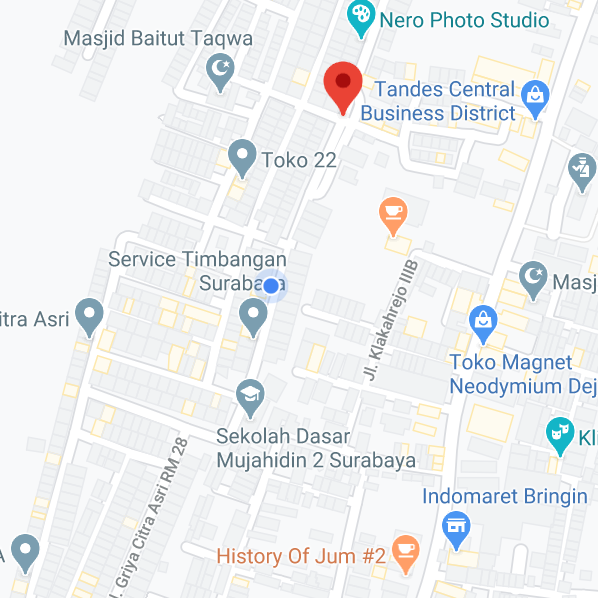 Nero Photo Studio
Masjid Baitut Taqwa
Tandes Central
Business District
Toko 22
Service Timbangan
Surabaya
Masj
itra Asri
Jl. Klakahrejo IIIB
Toko Magnet
Neodymium Dej
Sekolah Dasar
Mujahidin 2 Surabaya
Kli
Jl. Griya Citra Asri RM 28
Indomaret Bringin
History Of Jum #2
A